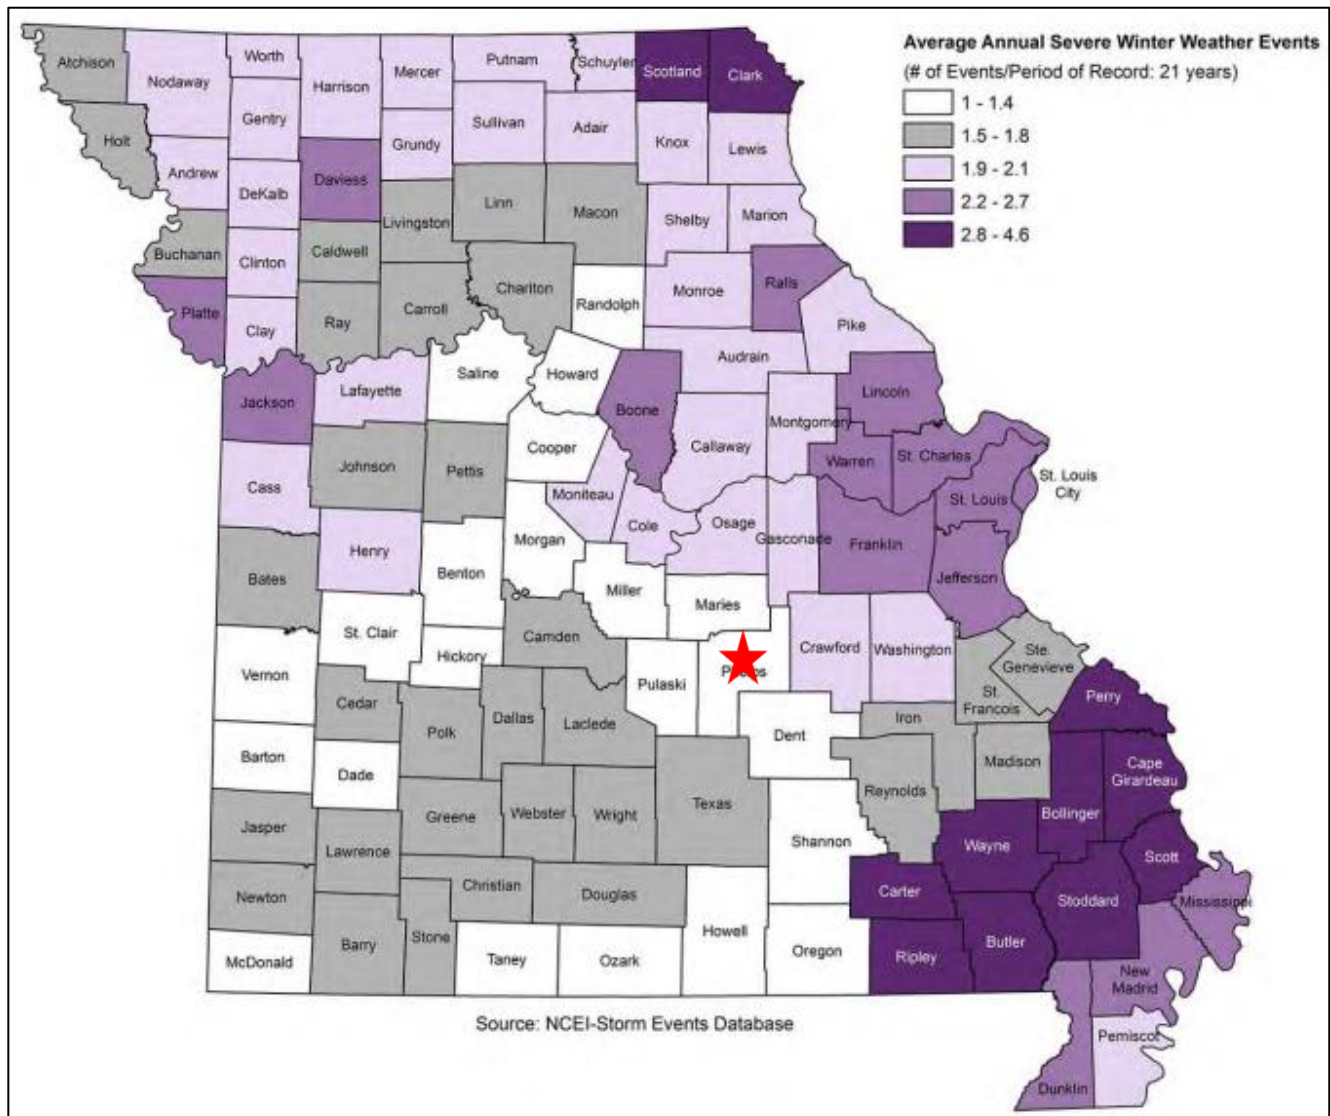 Average Annual Severe Winter Weather Events
(# of Events/Period of Record: 21 years)
1 - 1.4
1.5 - 1.8
1.9 - 2.1
2.2 - 2.7
2.8 - 4.6
Atchison
Nodaway
Worth
Harrison
Mercer
Putnam
Schuyler
Scotland
Clark
Holt
Gentry
Sullivan
Adair
Knox
Lewis
Andrew
DeKalb
Daviess
Grundy
Livingston
Linn
Macon
Shelby
Marion
Buchanan
Clinton
Caldwell
Platte
Clay
Ray
Carroll
Chariton
Randolph
Monroe
Ralls
Pike
Audrain
Jackson
Lafayette
Saline
Howard
Boone
Lincoln
Cooper
Callaway
Montgomery
Warren
St. Charles
St. Louis
City
St. Louis
Cass
Johnson
Pettis
Moniteau
Cole
Osage
Gasconade
Franklin
Jefferson
Henry
Morgan
Bates
Benton
Miller
Maries
St. Clair
Hickory
Camden
Pulaski
Crawford
Washington
Ste.
Genevieve
St.
Francois
Perry
Vernon
Cedar
Polk
Dallas
Laclede
Dent
Iron
Madison
Barton
Dade
Greene
Webster
Wright
Texas
Reynolds
Bollinger
Cape
Girardeau
Jasper
Lawrence
Shannon
Wayne
Scott
Newton
Christian
Douglas
Carter
Stoddard
Mississippi
McDonald
Barry
Stone
Taney
Ozark
Howell
Oregon
Ripley
Butler
New
Madrid
Pemiscot
Dunklin
Source: NCEI-Storm Events Database